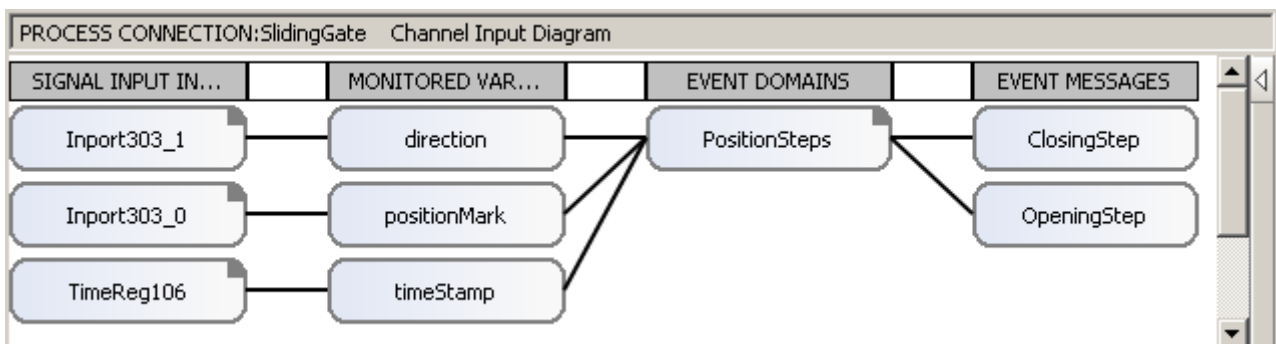 PROCESS CONNECTION:SlidingGate Channel Input Diagram
SIGNAL INPUT IN... MONITORED VAR... EVENT DOMAINS EVENT MESSAGES
Inport303_1 direction PositionSteps ClosingStep
Inport303_0 positionMark OpeningStep
TimeReg106 timeStamp